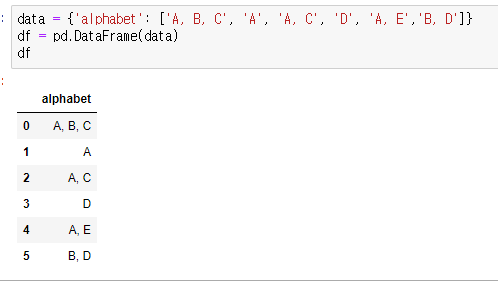 data = {'alphabet': ['A, B, C', 'A', 'A, C', 'D', 'A, E','B, D']}
df = pd.DataFrame(data)
df
alphabet
0 A, B, C
1 A
2 A, C
3 D
4 A, E
5 B, D